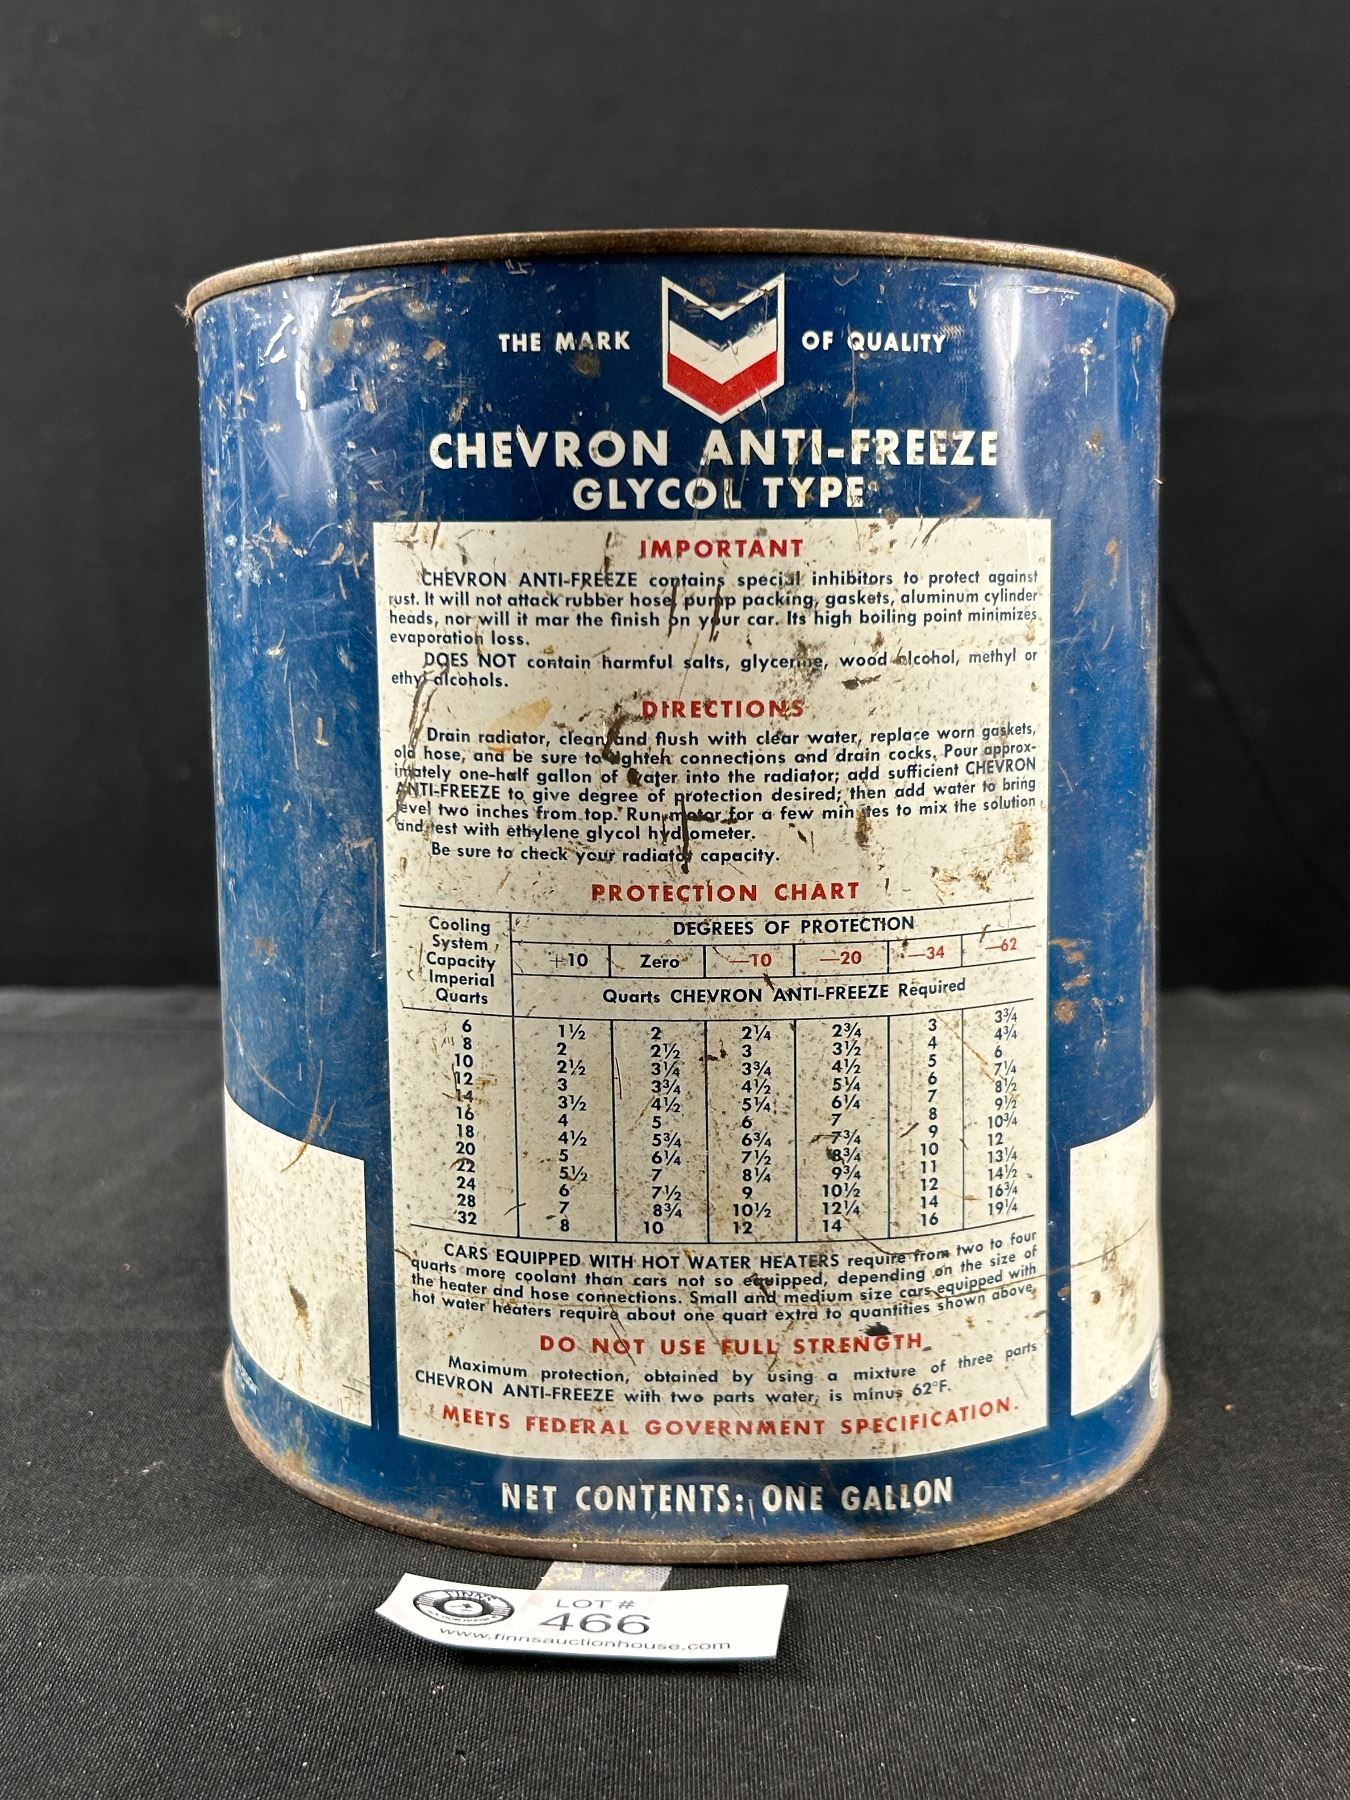 THE MARK OF QUALITY
CHEVRON ANTI-FREEZE
GLYCOL TYPE
IMPORTANT
CHEVRON ANTI-FREEZE contains special inhibitors to protect against
rust. It will not attack rubber hose, pump packing, gaskets, aluminum cylinder
heads, nor will it mar the finish on your car. Its high boiling point minimizes
evaporation loss.
DOES NOT contain harmful salts, glycerine, wood alcohol, methyl or
ethyl alcohols.
DIRECTIONS
Drain radiator, clean and flush with clear water, replace worn gaskets,
old hose, and be sure to tighten connections and drain cocks. Pour approx-
imately one-half gallon of water into the radiator; add sufficient CHEVRON
ANTI-FREEZE to give degree of protection desired; then add water to bring
level two inches from top. Run motor for a few minutes to mix the solution
and test with ethylene glycol hydrometer.
Be sure to check your radiator capacity.
PROTECTION CHART
Cooling System Capacity Imperial Quarts
DEGREES OF PROTECTION
+10 Zero —10 —20 —34 —62
Quarts CHEVRON ANTI-FREEZE Required
6 1½ 2 2¼ 2¾ 3 3¾
8 2 2½ 3 3½ 4 4¾
10 2½ 3¼ 3¾ 4½ 5 6
12 3 3¾ 4½ 5¼ 6 7¼
14 3½ 4½ 5¼ 6¼ 7 8½
16 4 5 6 7 8 9½
18 4½ 5¾ 6¾ 7¾ 9 10¾
20 5 6¼ 7½ 8¾ 10 12
22 5½ 7 8¼ 9¾ 11 13¼
24 6 7½ 9 10½ 12 14½
28 7 8¾ 10½ 12¼ 14 16¾
32 8 10 12 14 16 19¼
CARS EQUIPPED WITH HOT WATER HEATERS require from two to four
quarts more coolant than cars not so equipped, depending on the size of
the heater and hose connections. Small and medium size cars equipped with
hot water heaters require about one quart extra to quantities shown above.
DO NOT USE FULL STRENGTH
Maximum protection, obtained by using a mixture of three parts
CHEVRON ANTI-FREEZE with two parts water, is minus 62°F.
MEETS FEDERAL GOVERNMENT SPECIFICATION.
NET CONTENTS: ONE GALLON
FINN'S
LOT #
466
www.finnsauctionhouse.com